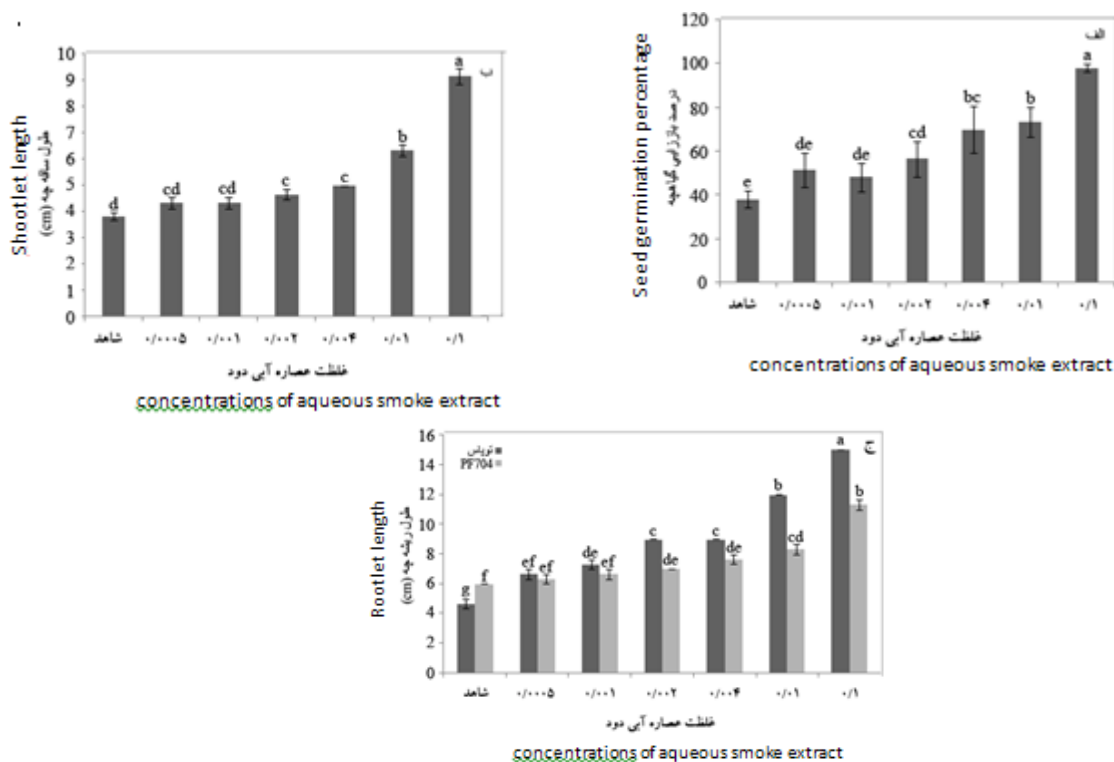 Shootlet length
طول ساقه چه
(cm)
10
9
8
7
6
5
4
3
2
1
0
d
cd
cd
c
c
b
a
ب
شاهد
۰/۰۰۰۵
۰/۰۰۱
۰/۰۰۲
۰/۰۰۴
۰/۰۱
۰/۱
غلظت عصاره آبی دود
concentrations of aqueous smoke extract
Seed germination percentage
درصد باززایی گیاهچه
120
100
80
60
40
20
0
e
de
de
cd
bc
b
a
الف
شاهد
۰/۰۰۰۵
۰/۰۰۱
۰/۰۰۲
۰/۰۰۴
۰/۰۱
۰/۱
غلظت عصاره آبی دود
concentrations of aqueous smoke extract
Rootlet length
طول ریشه چه
(cm)
16
14
12
10
8
6
4
2
0
توپاس
PF704
ج
g
f
ef
ef
de
ef
c
de
c
de
b
cd
a
b
شاهد
۰/۰۰۰۵
۰/۰۰۱
۰/۰۰۲
۰/۰۰۴
۰/۰۱
۰/۱
غلظت عصاره آبی دود
concentrations of aqueous smoke extract